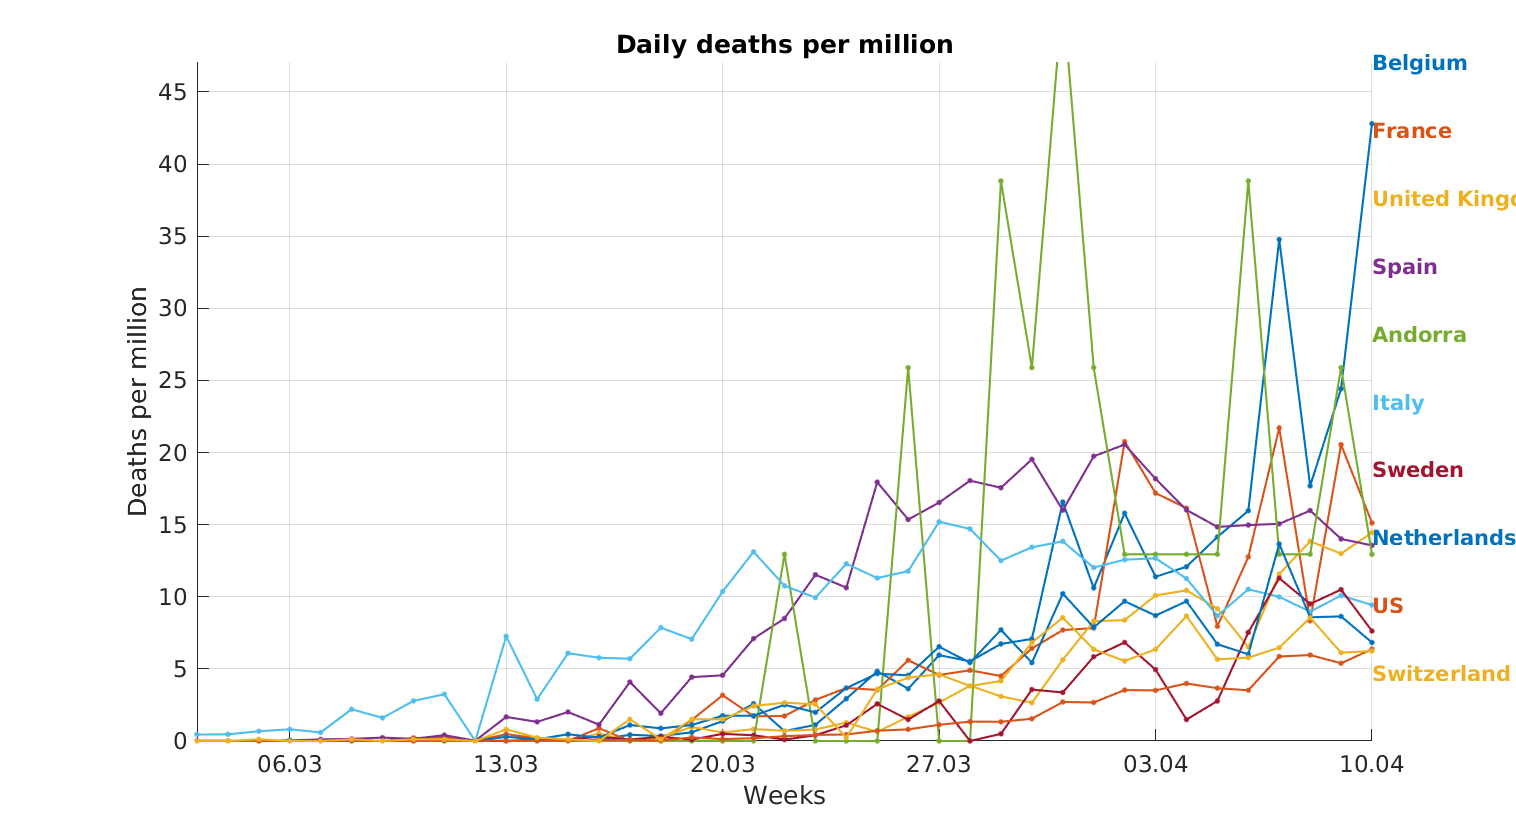 Daily deaths per million
Deaths per million
45
40
35
30
25
20
15
10
5
0
06.03
13.03
20.03
27.03
03.04
10.04
Weeks
Belgium
France
United King
Spain
Andorra
Italy
Sweden
Netherlands
US
Switzerland